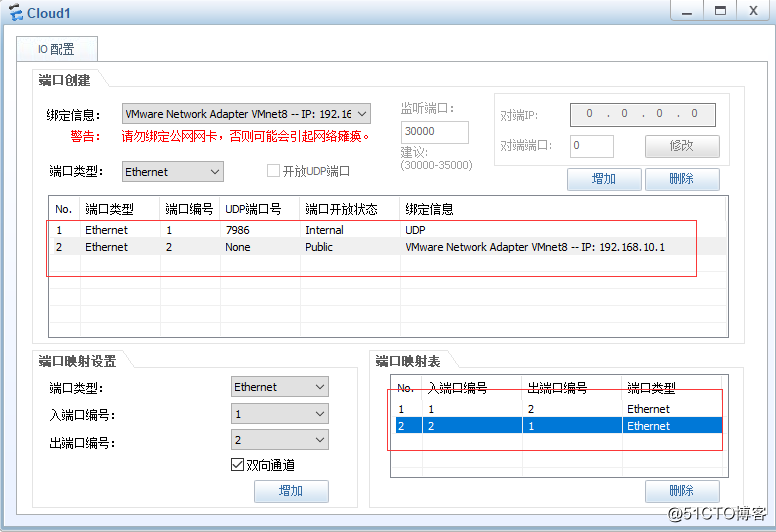 Cloud1
IO 配置
端口创建
绑定信息: VMware Network Adapter VMnet8 -- IP: 192.16
警告: 请勿绑定公网网卡，否则可能会引起网络瘫痪。
端口类型: Ethernet 开放UDP端口
监听端口:
30000
建议:
(30000-35000)
对端IP: 0 . 0 . 0 . 0
对端端口: 0 修改
增加 删除
No. 端口类型 端口编号 UDP端口号 端口开放状态 绑定信息
1 Ethernet 1 7986 Internal UDP
2 Ethernet 2 None Public VMware Network Adapter VMnet8 -- IP: 192.168.10.1
端口映射设置
端口类型: Ethernet
入端口编号: 1
出端口编号: 2
双向通道
增加
端口映射表
No. 入端口编号 出端口编号 端口类型
1 1 2 Ethernet
2 2 1 Ethernet
删除
@51CTO博客